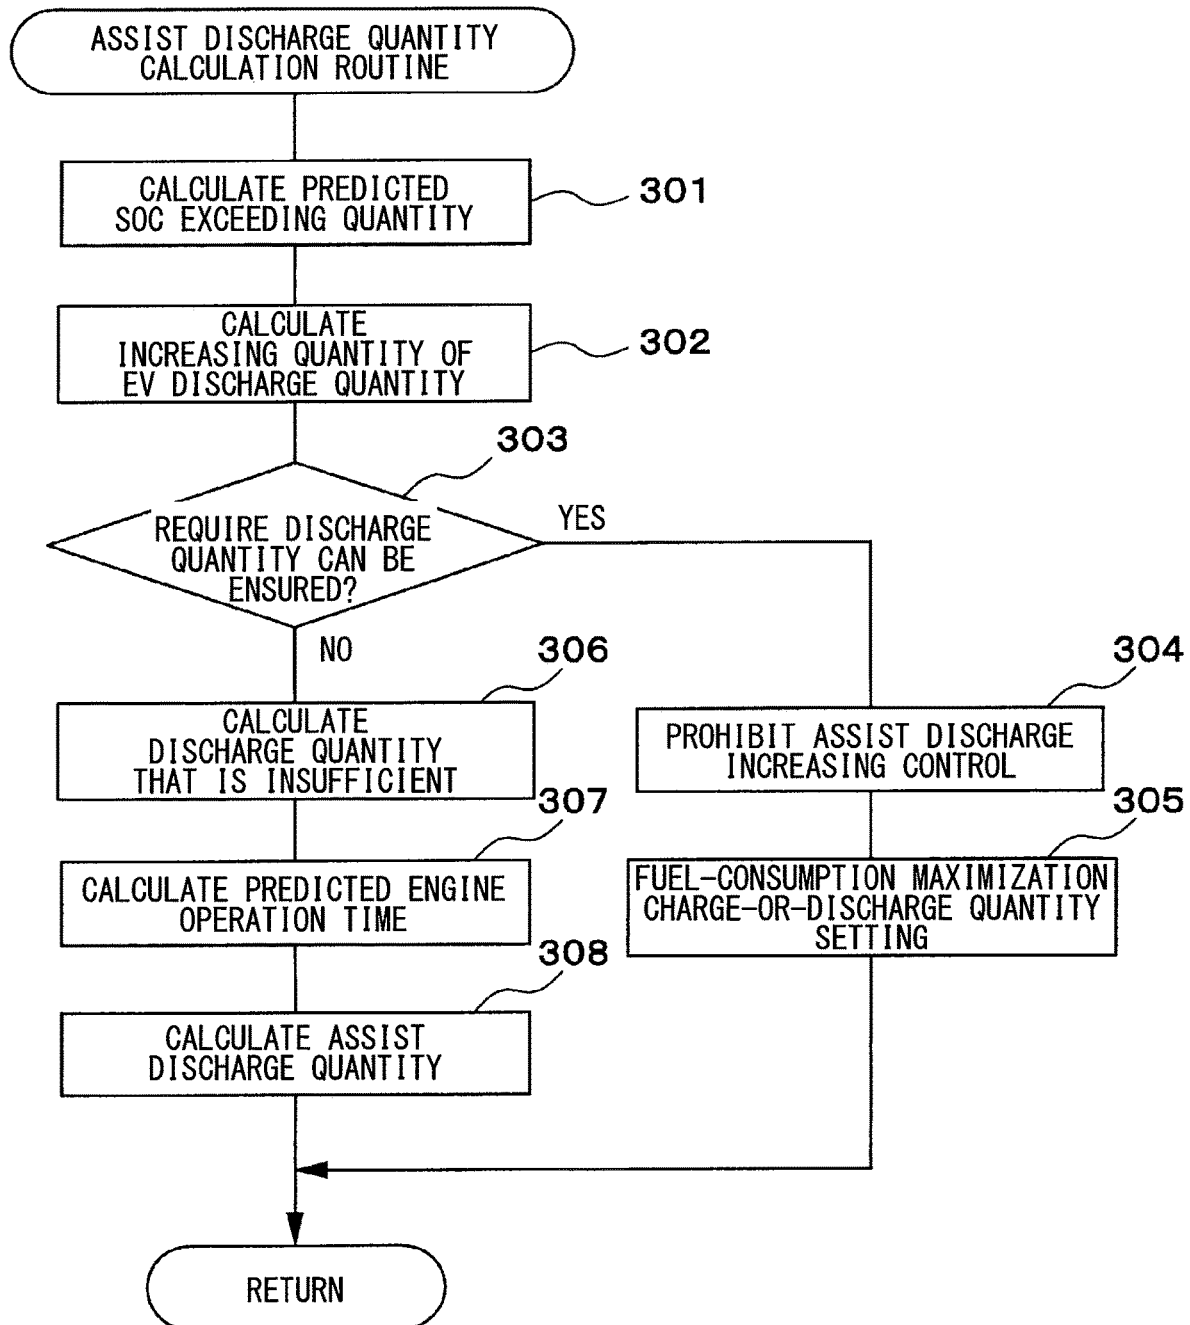 ASSIST DISCHARGE QUANTITY
CALCULATION ROUTINE
CALCULATE PREDICTED
SOC EXCEEDING QUANTITY
301
CALCULATE
INCREASING QUANTITY OF
EV DISCHARGE QUANTITY
302
303
REQUIRE DISCHARGE
QUANTITY CAN BE
ENSURED?
YES
NO
306
CALCULATE
DISCHARGE QUANTITY
THAT IS INSUFFICIENT
304
PROHIBIT ASSIST DISCHARGE
INCREASING CONTROL
307
CALCULATE PREDICTED ENGINE
OPERATION TIME
305
FUEL-CONSUMPTION MAXIMIZATION
CHARGE-OR-DISCHARGE QUANTITY
SETTING
308
CALCULATE ASSIST
DISCHARGE QUANTITY
RETURN